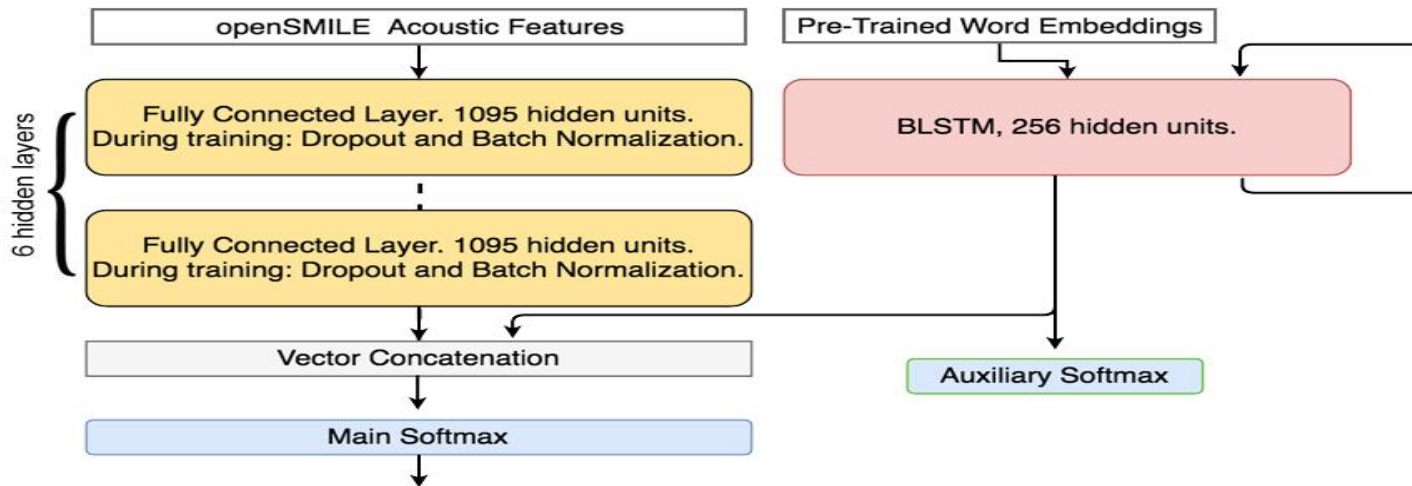 openSMILE  Acoustic Features
Pre-Trained Word Embeddings
6 hidden layers
Fully Connected Layer. 1095 hidden units.
During training: Dropout and Batch Normalization.
BLSTM, 256 hidden units.
Fully Connected Layer. 1095 hidden units.
During training: Dropout and Batch Normalization.
Vector Concatenation
Auxiliary Softmax
Main Softmax